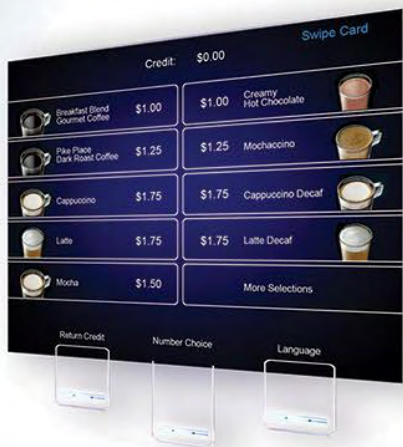 Swipe Card
Credit: $0.00
Breakfast Blend
Gourmet Coffee
$1.00
$1.00
Creamy
Hot Chocolate
Pike Place
Dark Roast Coffee
$1.25
$1.25
Mochaccino
Cappuccino
$1.75
$1.75
Cappuccino Decaf
Latte
$1.75
$1.75
Latte Decaf
Mocha
$1.50
More Selections
Return Credit
Number Choice
Language